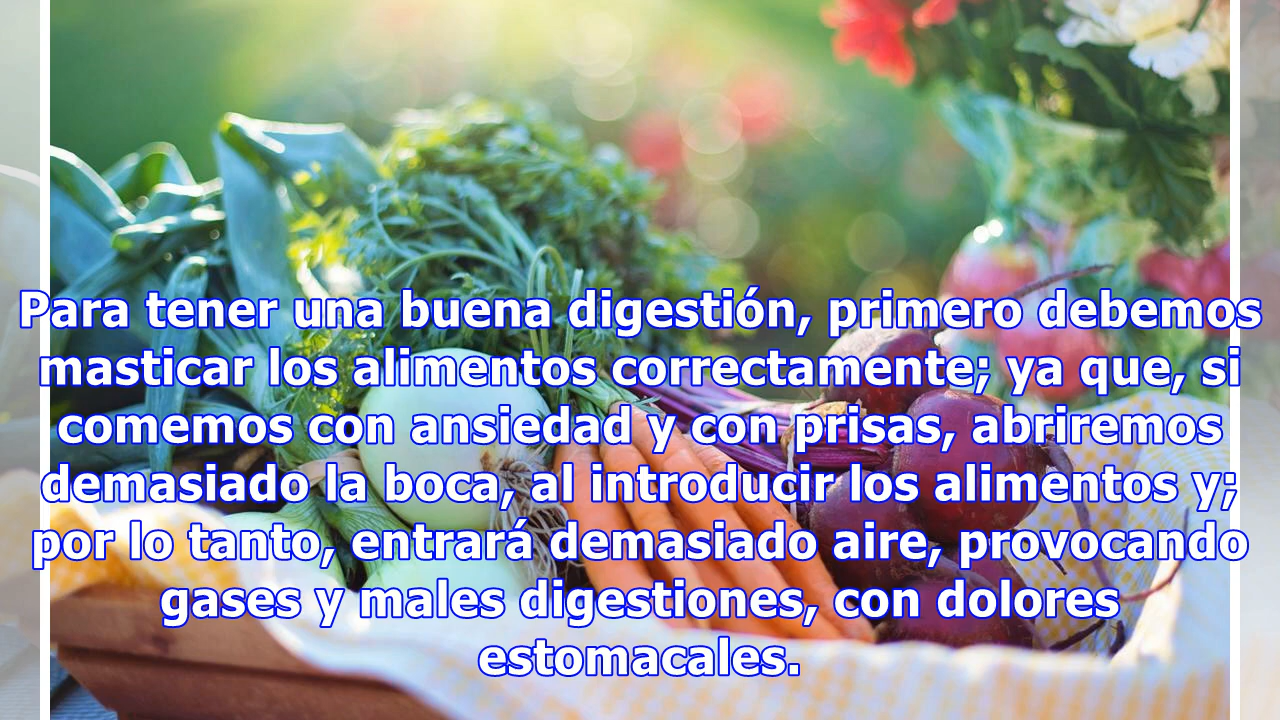 Para tener una buena digestión, primero debemos
masticar los alimentos correctamente; ya que, si
comemos con ansiedad y con prisas, abriremos
demasiado la boca, al introducir los alimentos y;
por lo tanto, entrará demasiado aire, provocando
gases y males digestiones, con dolores
estomacales.